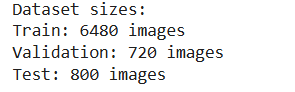 Dataset sizes:
Train: 6480 images
Validation: 720 images
Test: 800 images